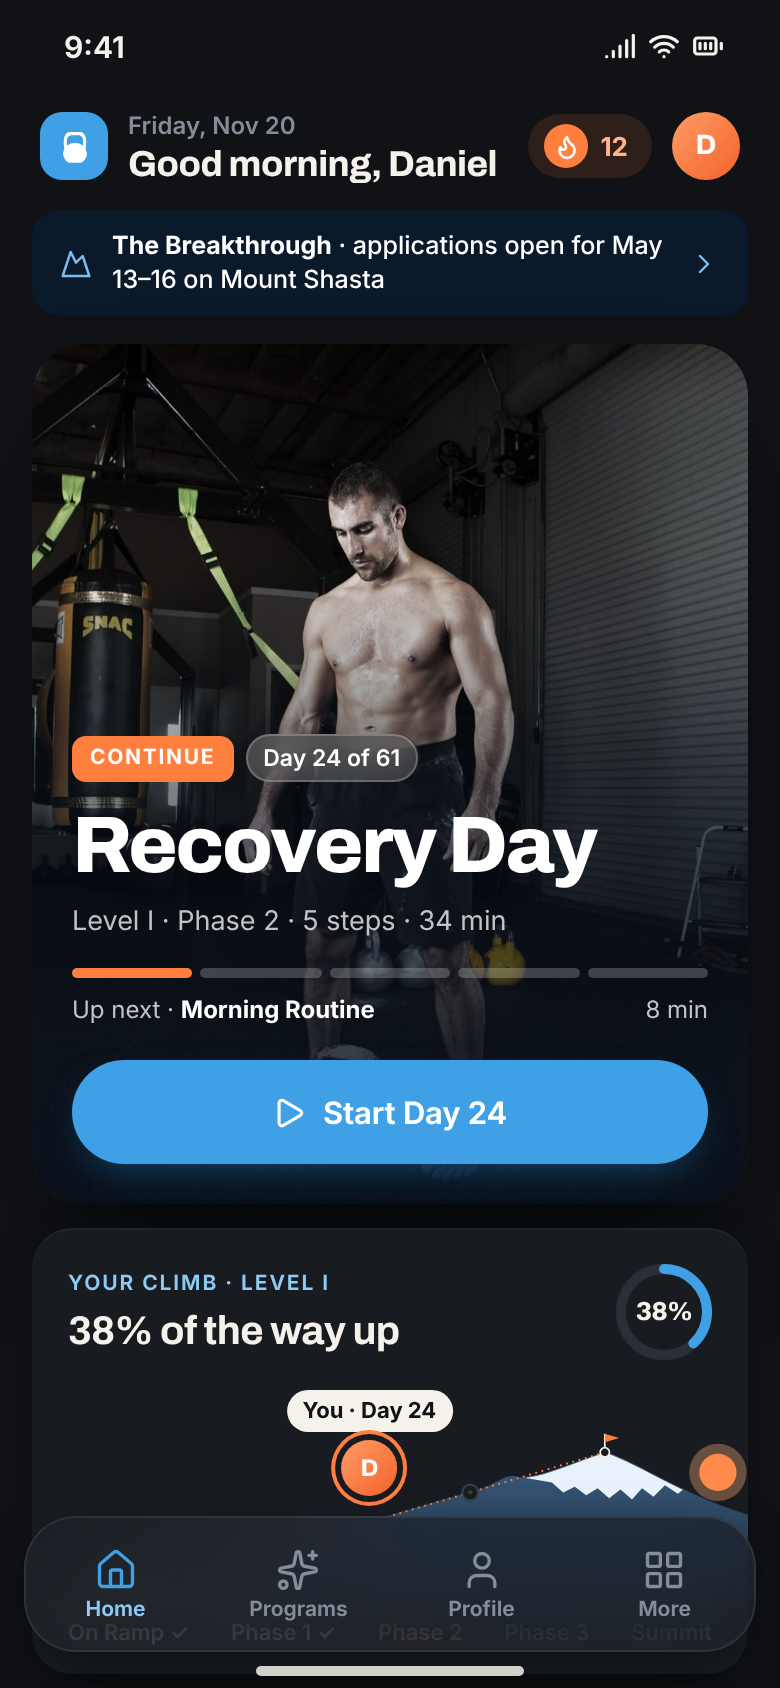 9:41
Friday, Nov 20
Good morning, Daniel
12
D
The Breakthrough · applications open for May
13–16 on Mount Shasta
SNAC
CONTINUE
Day 24 of 61
Recovery Day
Level I · Phase 2 · 5 steps · 34 min
Up next · Morning Routine
8 min
Start Day 24
YOUR CLIMB · LEVEL I
38% of the way up
38%
You · Day 24
D
Home
Programs
Profile
More
On Ramp ✓
Phase 1 ✓
Phase 2
Phase 3
Summit